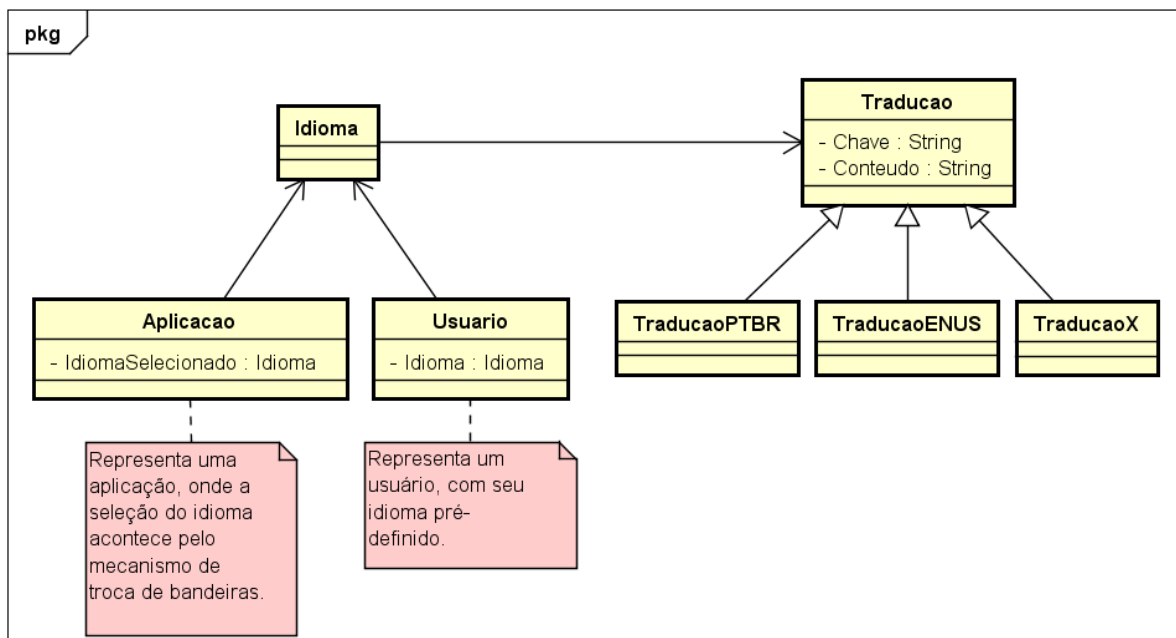 pkg
Idioma
Traducao
- Chave : String
- Conteudo : String
Aplicacao
- IdiomaSelecionado : Idioma
Usuario
- Idioma : Idioma
TraducaoPTBR
TraducaoENUS
TraducaoX
Representa uma
aplicação, onde a
seleção do idioma
acontece pelo
mecanismo de
troca de bandeiras.
Representa um
usuário, com seu
idioma pré-
definido.